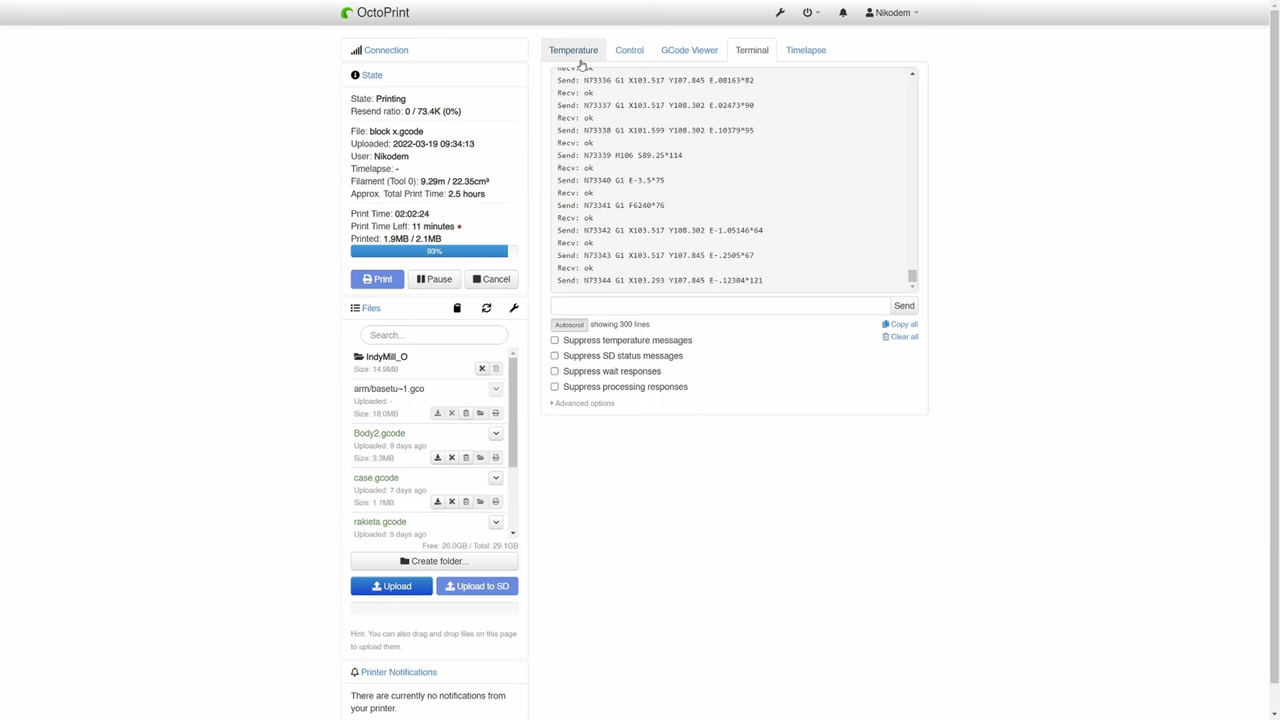 OctoPrint
Nikodem
Connection
State
State: Printing
Resend ratio: 0 / 73.4K (0%)
File: block x.gcode
Uploaded: 2022-03-19 09:34:13
User: Nikodem
Timelapse: -
Filament (Tool 0): 9.29m / 22.35cm³
Approx. Total Print Time: 2.5 hours
Print Time: 02:02:24
Print Time Left: 11 minutes
Printed: 1.9MB / 2.1MB
93%
Print Pause Cancel
Files
Search...
IndyMill_O
Size: 14.9MB
arm/basetu~1.gco
Uploaded: -
Size: 18.0MB
Body2.gcode
Uploaded: 8 days ago
Size: 3.3MB
case.gcode
Uploaded: 7 days ago
Size: 1.7MB
rakieta.gcode
Uploaded: 5 days ago
Free: 26.0GB / Total: 29.1GB
Create folder...
Upload Upload to SD
Hint: You can also drag and drop files on this page
to upload them.
Printer Notifications
There are currently no notifications from
your printer.
Temperature Control GCode Viewer Terminal Timelapse
Recv: ok
Send: N73336 G1 X103.517 Y107.845 E.08163*82
Recv: ok
Send: N73337 G1 X103.517 Y108.302 E.02473*90
Recv: ok
Send: N73338 G1 X101.599 Y108.302 E.10379*95
Recv: ok
Send: N73339 M106 S89.25*114
Recv: ok
Send: N73340 G1 E-3.5*75
Recv: ok
Send: N73341 G1 F6240*76
Recv: ok
Send: N73342 G1 X103.517 Y108.302 E-1.05146*64
Recv: ok
Send: N73343 G1 X103.517 Y107.845 E-.2505*67
Recv: ok
Send: N73344 G1 X103.293 Y107.845 E-.12304*121
Send
Autoscroll showing 300 lines
Copy all
Clear all
Suppress temperature messages
Suppress SD status messages
Suppress wait responses
Suppress processing responses
Advanced options